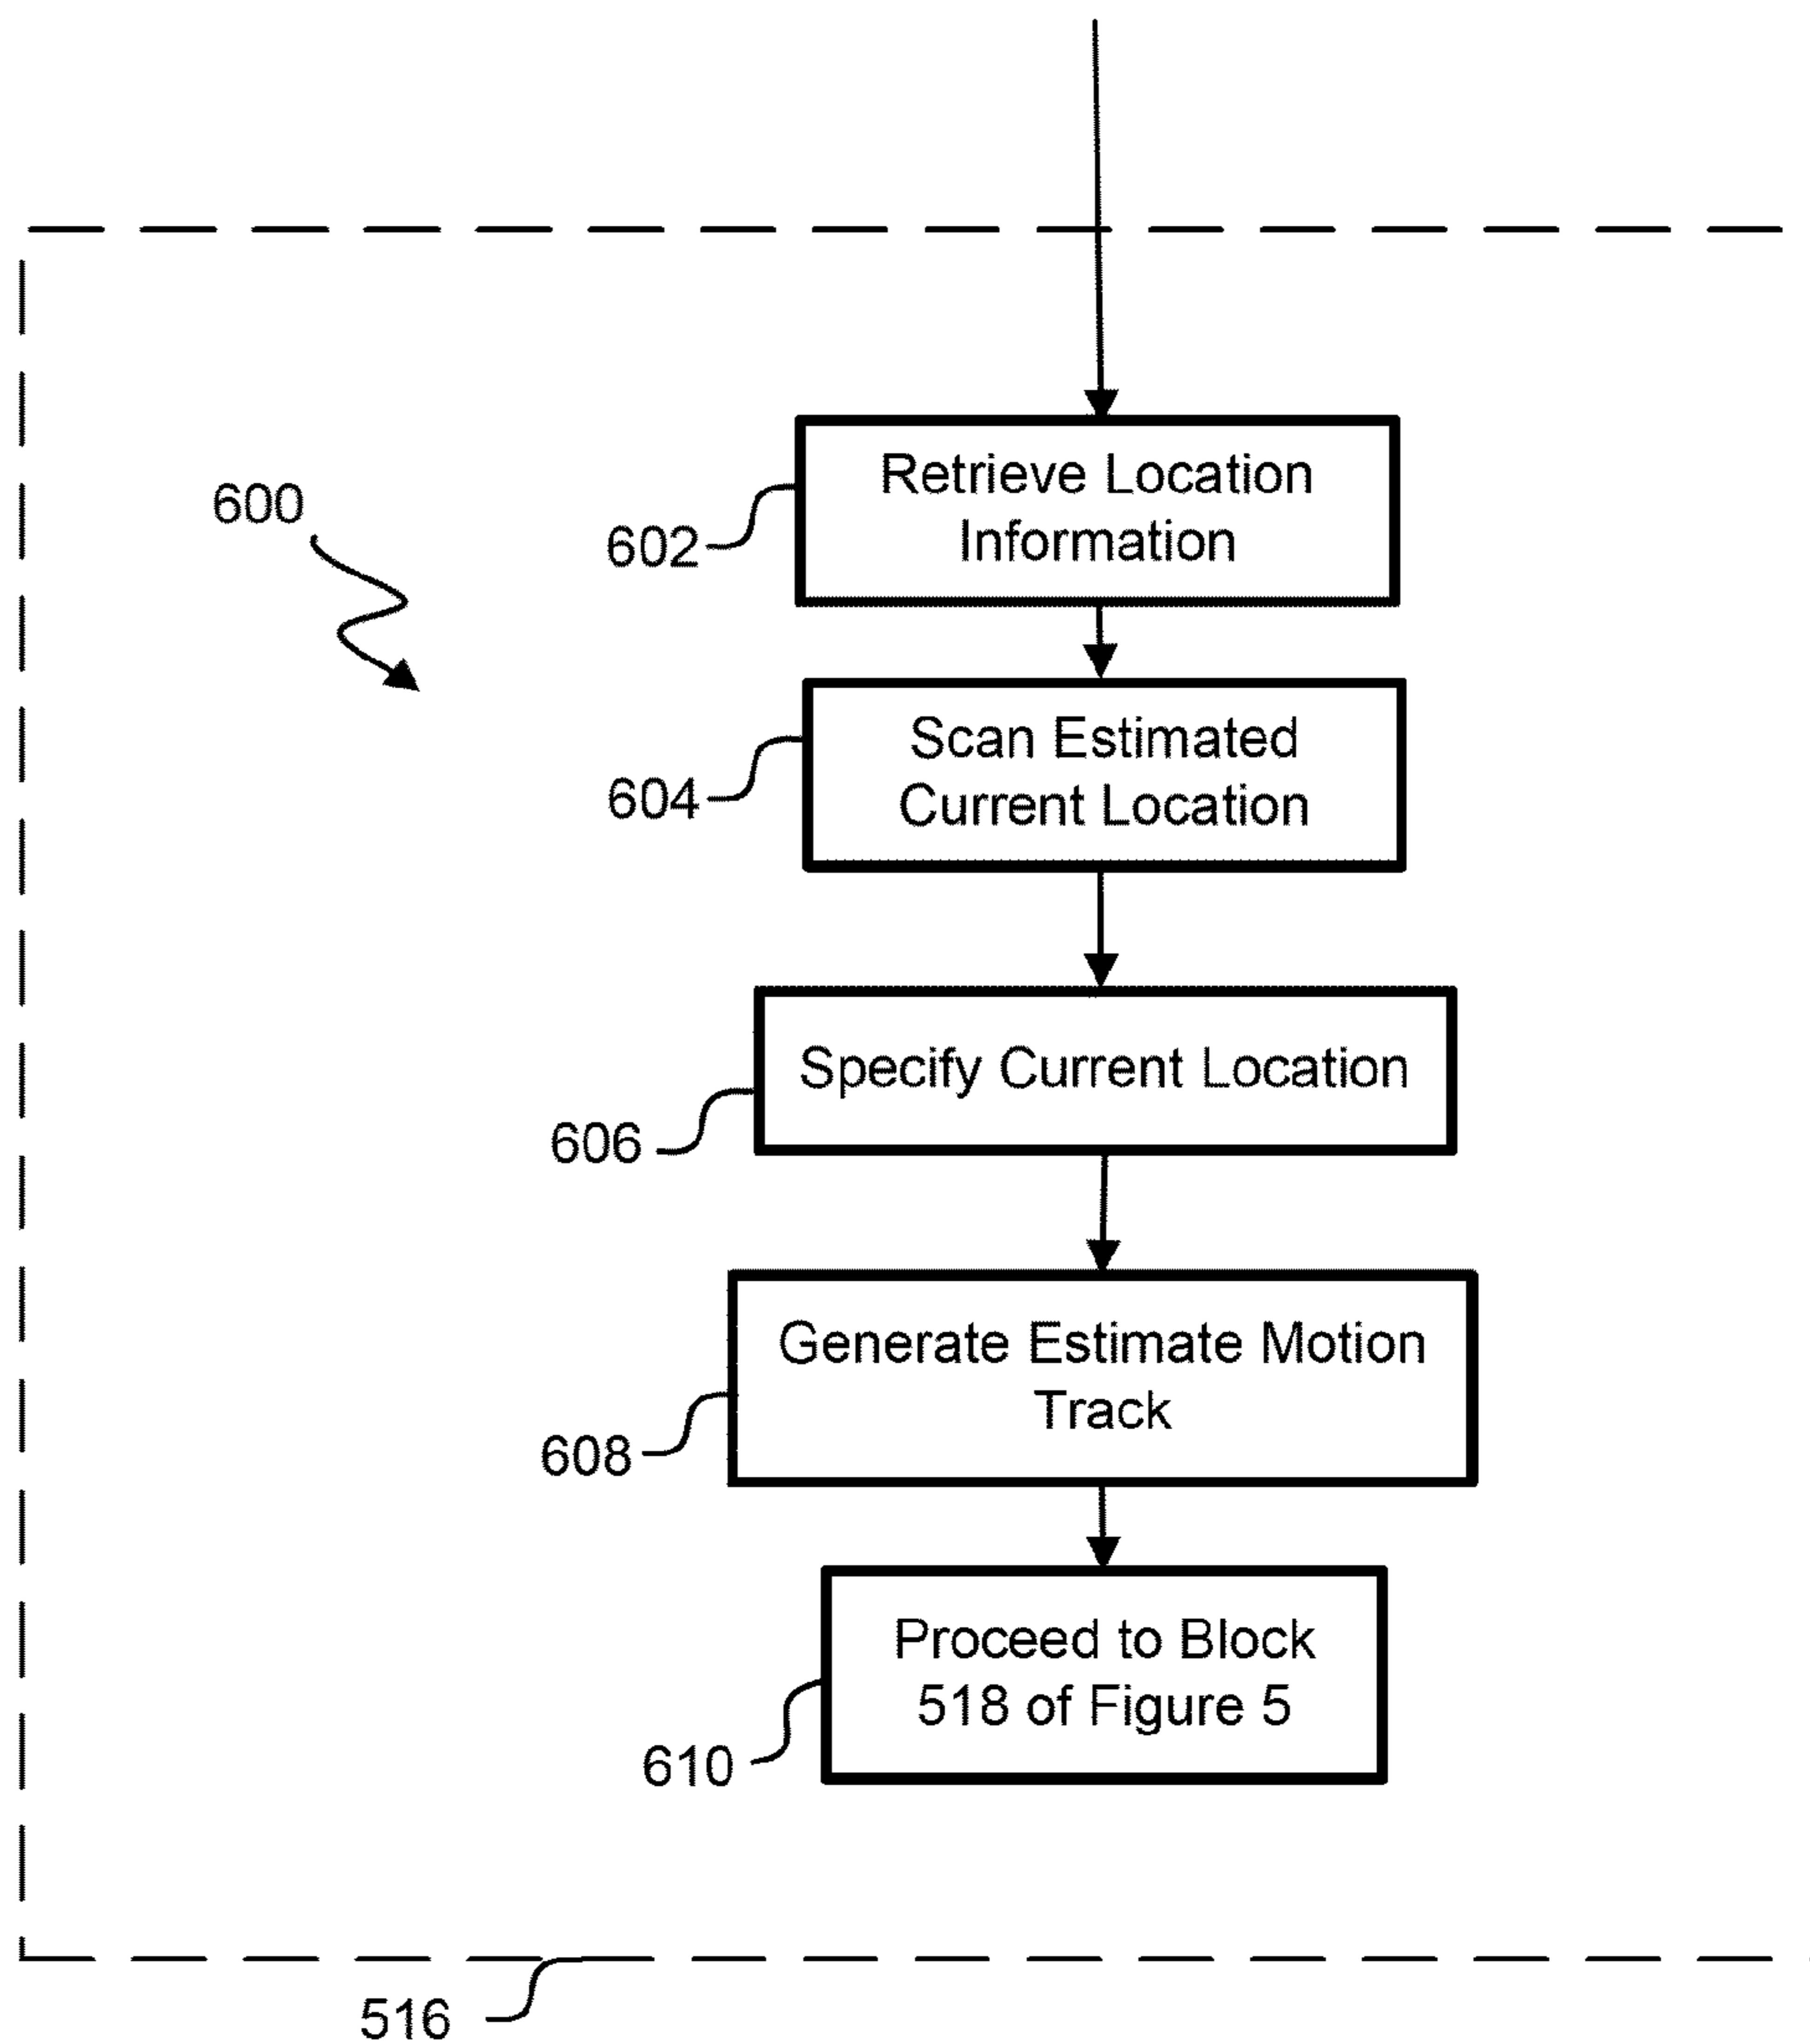 600
602
Retrieve Location
Information
604
Scan Estimated
Current Location
606
Specify Current Location
608
Generate Estimate Motion
Track
610
Proceed to Block
518 of Figure 5
516